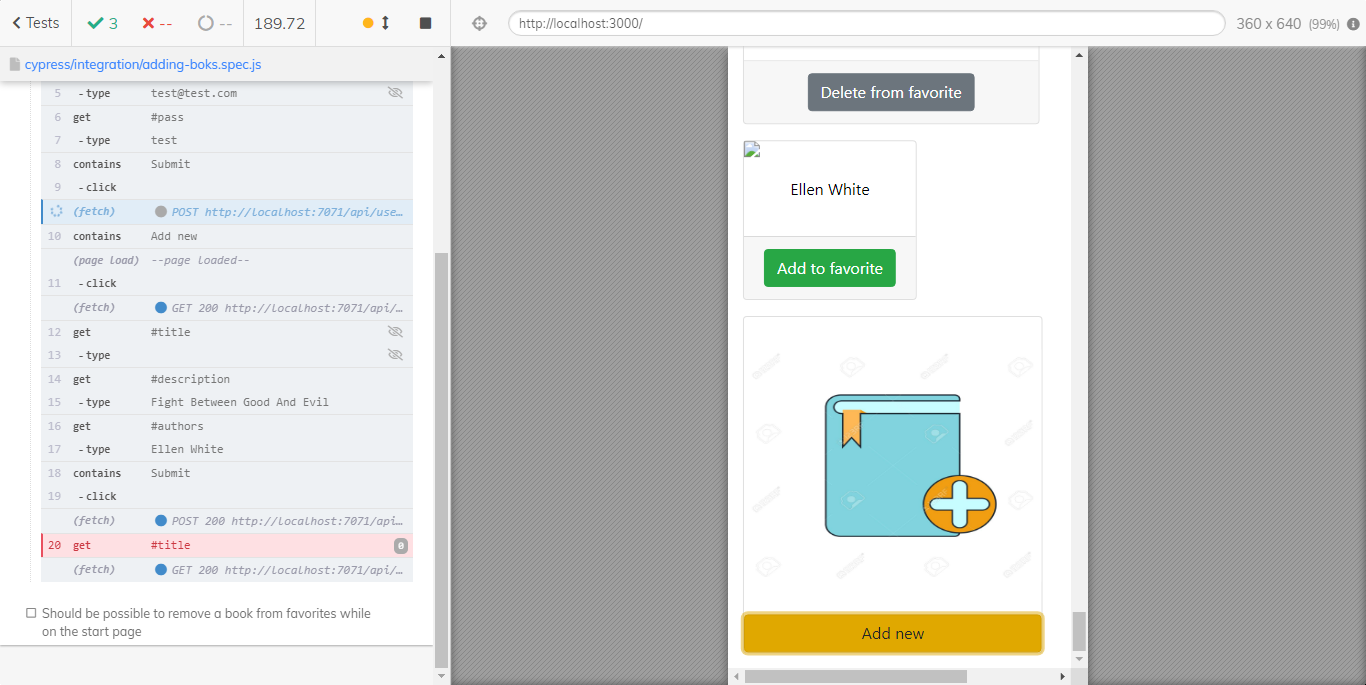 Tests
3
--
--
189.72
http://localhost:3000/
360 x 640 (99%)
cypress/integration/adding-boks.spec.js
5 -type test@test.com
6 get #pass
7 -type test
8 contains Submit
9 -click
(fetch) POST http://localhost:7071/api/use…
10 contains Add new
(page load) --page loaded--
11 -click
(fetch) GET 200 http://localhost:7071/api/…
12 get #title
13 -type
14 get #description
15 -type Fight Between Good And Evil
16 get #authors
17 -type Ellen White
18 contains Submit
19 -click
(fetch) POST 200 http://localhost:7071/api…
20 get #title 0
(fetch) GET 200 http://localhost:7071/api/…
Should be possible to remove a book from favorites while
on the start page
Delete from favorite
Ellen White
Add to favorite
Add new